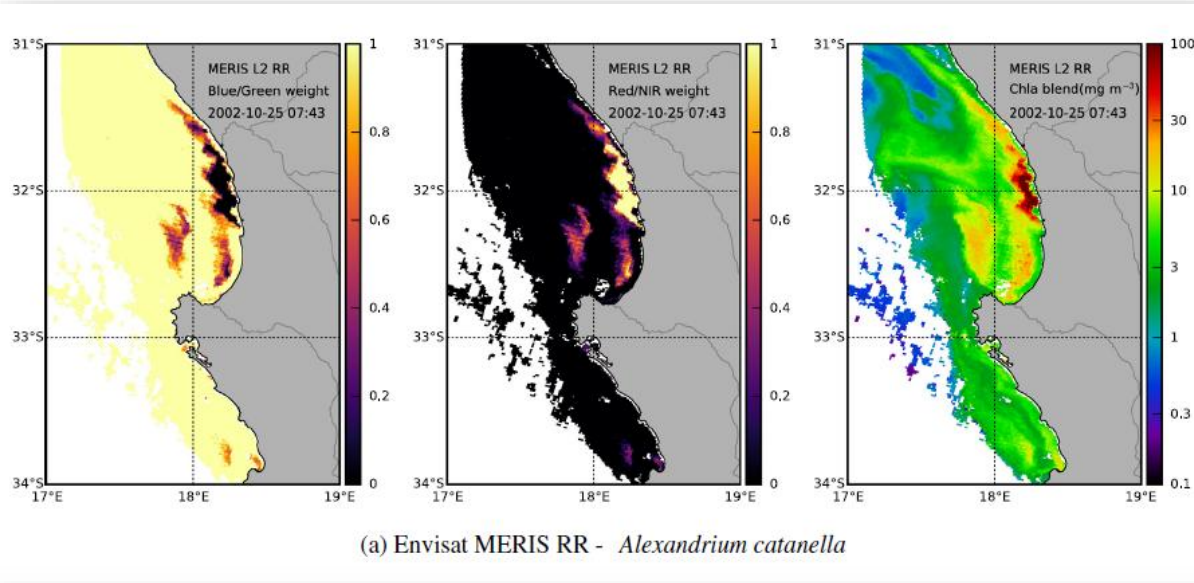 31°S
32°S
33°S
34°S
17°E
18°E
19°E
MERIS L2 RR
Blue/Green weight
2002-10-25 07:43
1
0,8
0,6
0,4
0,2
0
31°S
32°S
33°S
34°S
17°E
18°E
19°E
MERIS L2 RR
Red/NIR weight
2002-10-25 07:43
1
0,8
0,6
0,4
0,2
0
31°S
32°S
33°S
34°S
17°E
18°E
19°E
MERIS L2 RR
Chla blend(mg m⁻³)
2002-10-25 07:43
100
30
10
3
1
0.3
0.1
(a) Envisat MERIS RR - Alexandrium catanella